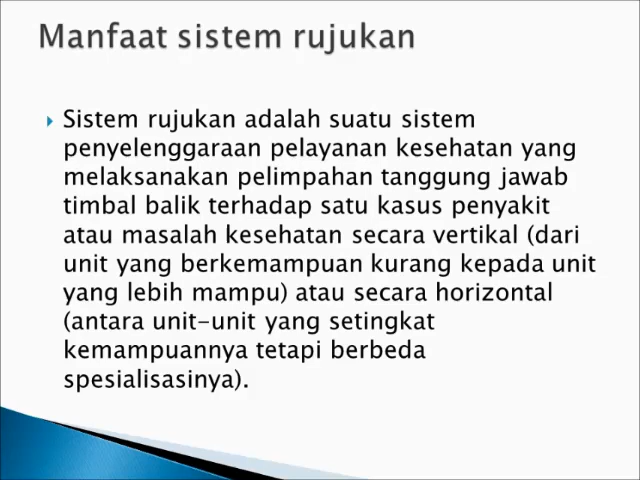 Manfaat sistem rujukan
Sistem rujukan adalah suatu sistem
penyelenggaraan pelayanan kesehatan yang
melaksanakan pelimpahan tanggung jawab
timbal balik terhadap satu kasus penyakit
atau masalah kesehatan secara vertikal (dari
unit yang berkemampuan kurang kepada unit
yang lebih mampu) atau secara horizontal
(antara unit-unit yang setingkat
kemampuannya tetapi berbeda
spesialisasinya).